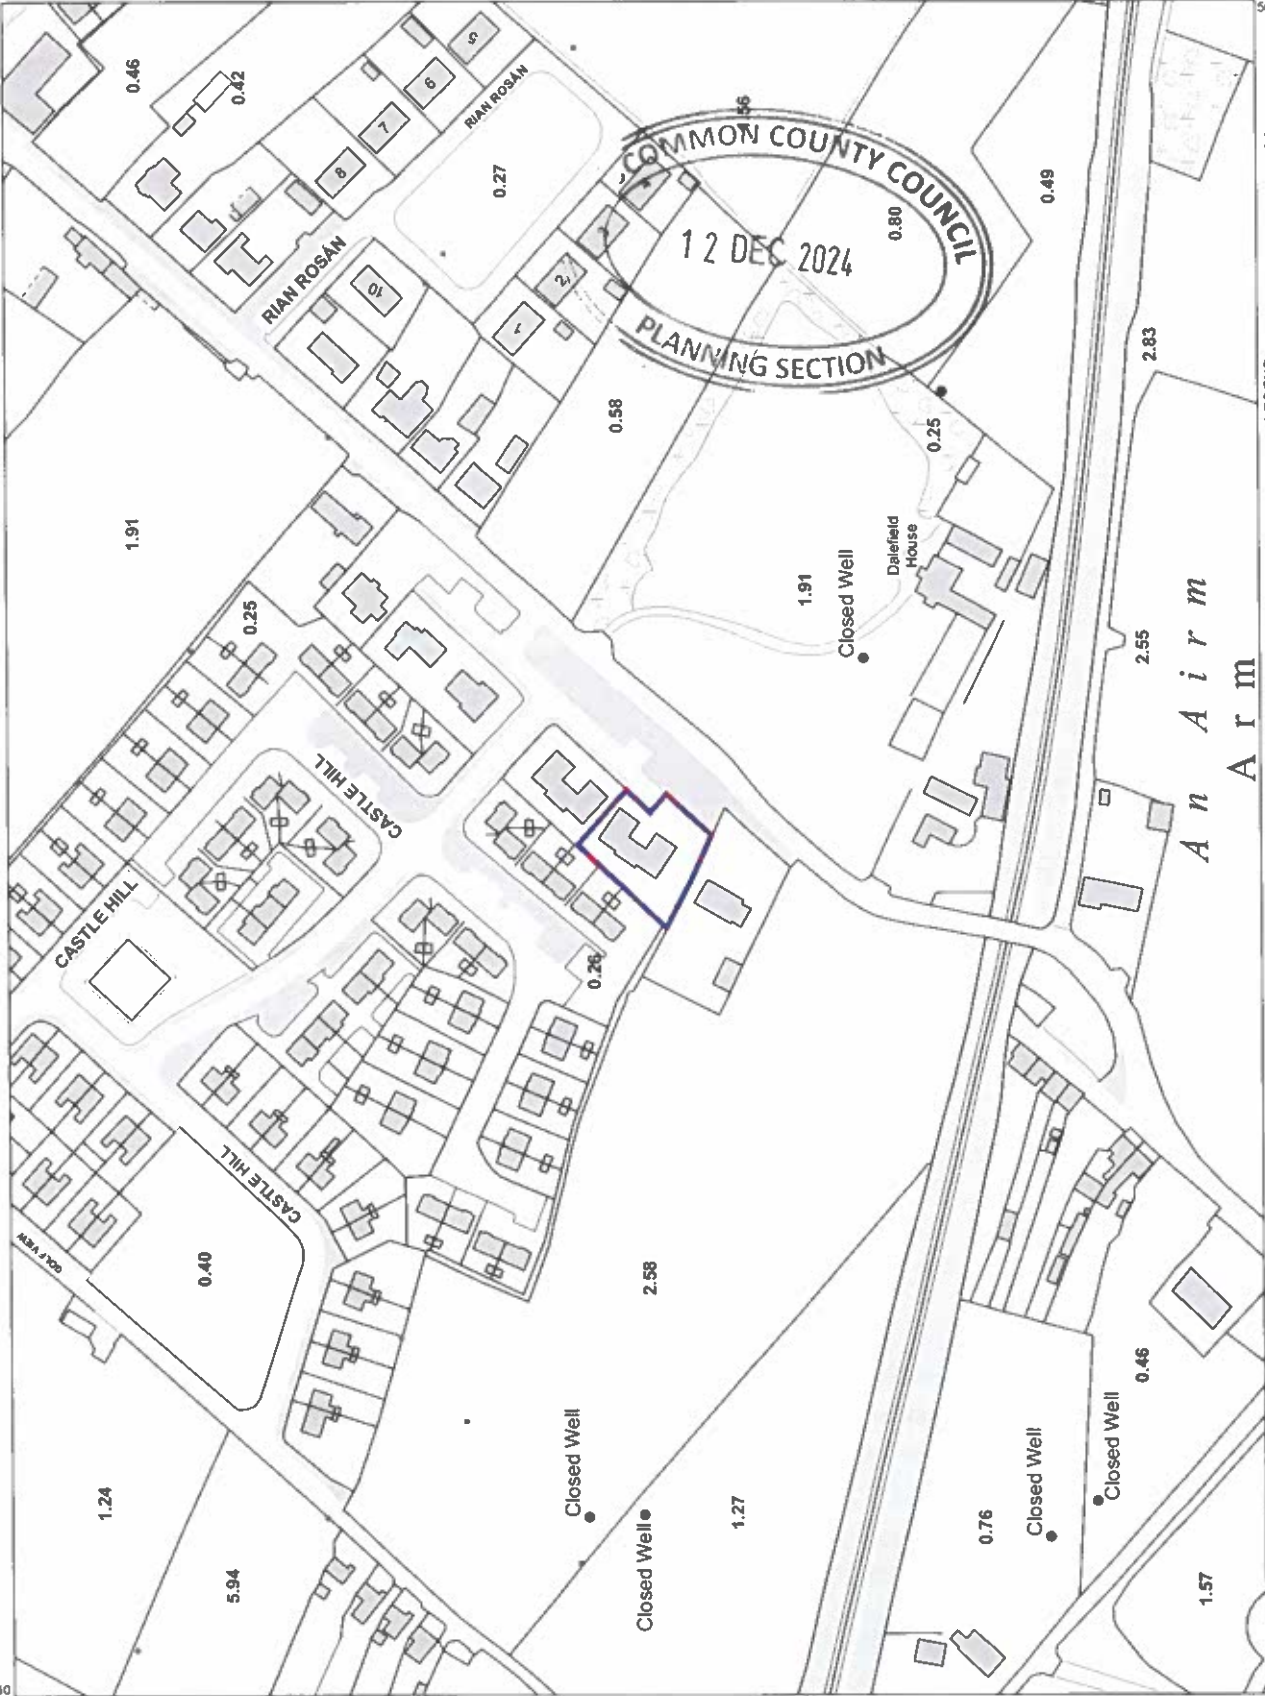 0.46
0.42
5
6
7
8
RIAN ROSÁN
0.27
RIAN ROSÁN
10
2
1
COMMON COUNTY COUNCIL
12 DEC 2024
PLANNING SECTION
0.80
0.49
2.83
0.58
0.25
1.91
0.25
1.91
Closed Well
Dalefield
House
2.55
An Airm
Arm
CASTLE HILL
CASTLE HILL
0.26
CASTLE HILL
GOLF VIEW
0.40
2.58
1.24
5.94
Closed Well
Closed Well
1.27
0.76
Closed Well
Closed Well
0.46
1.57